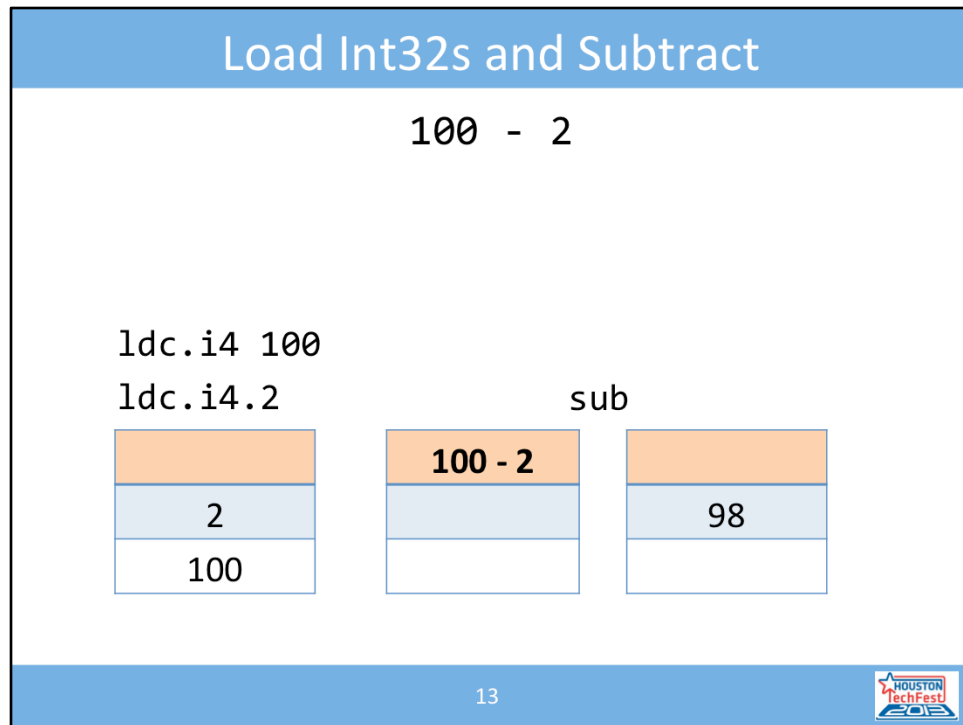 Load Int32s and Subtract
100 - 2
ldc.i4 100
ldc.i4.2
sub
100 - 2
2
98
100
13
HOUSTON
TechFest
2013